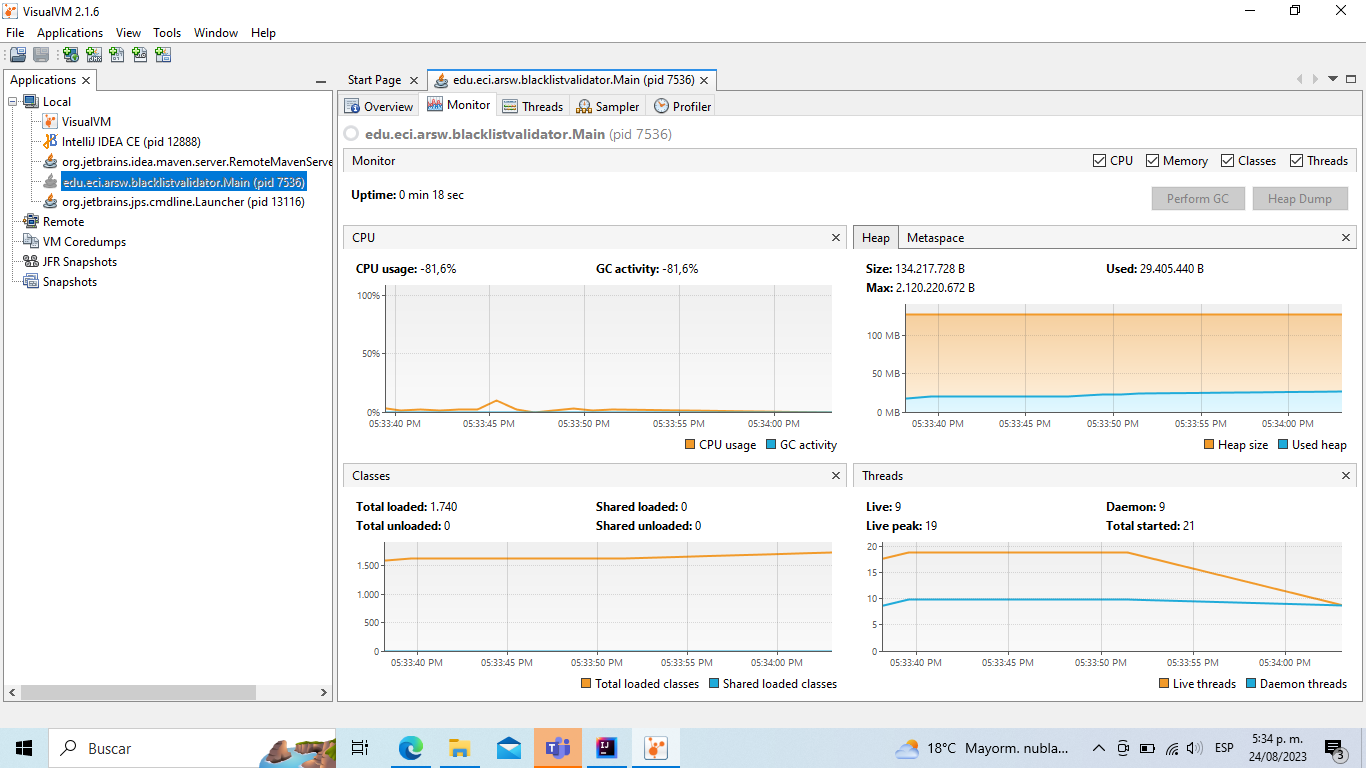 VisualVM 2.1.6
File Applications View Tools Window Help
Applications
Local
VisualVM
IntelliJ IDEA CE (pid 12888)
org.jetbrains.idea.maven.server.RemoteMavenServe
edu.eci.arsw.blacklistvalidator.Main (pid 7536)
org.jetbrains.jps.cmdline.Launcher (pid 13116)
Remote
VM Coredumps
JFR Snapshots
Snapshots
Start Page
edu.eci.arsw.blacklistvalidator.Main (pid 7536)
Overview Monitor Threads Sampler Profiler
edu.eci.arsw.blacklistvalidator.Main (pid 7536)
Monitor
CPU Memory Classes Threads
Uptime: 0 min 18 sec
Perform GC Heap Dump
CPU
CPU usage: -81,6% GC activity: -81,6%
100%
50%
0%
05:33:40 PM 05:33:45 PM 05:33:50 PM 05:33:55 PM 05:34:00 PM
CPU usage GC activity
Heap Metaspace
Size: 134.217.728 B Used: 29.405.440 B
Max: 2.120.220.672 B
100 MB
50 MB
0 MB
05:33:40 PM 05:33:45 PM 05:33:50 PM 05:33:55 PM 05:34:00 PM
Heap size Used heap
Classes
Total loaded: 1.740 Shared loaded: 0
Total unloaded: 0 Shared unloaded: 0
1.500
1.000
500
0
05:33:40 PM 05:33:45 PM 05:33:50 PM 05:33:55 PM 05:34:00 PM
Total loaded classes Shared loaded classes
Threads
Live: 9 Daemon: 9
Live peak: 19 Total started: 21
20
15
10
5
0
05:33:40 PM 05:33:45 PM 05:33:50 PM 05:33:55 PM 05:34:00 PM
Live threads Daemon threads
Buscar
18°C Mayorm. nubla...
ESP
5:34 p. m.
24/08/2023
3